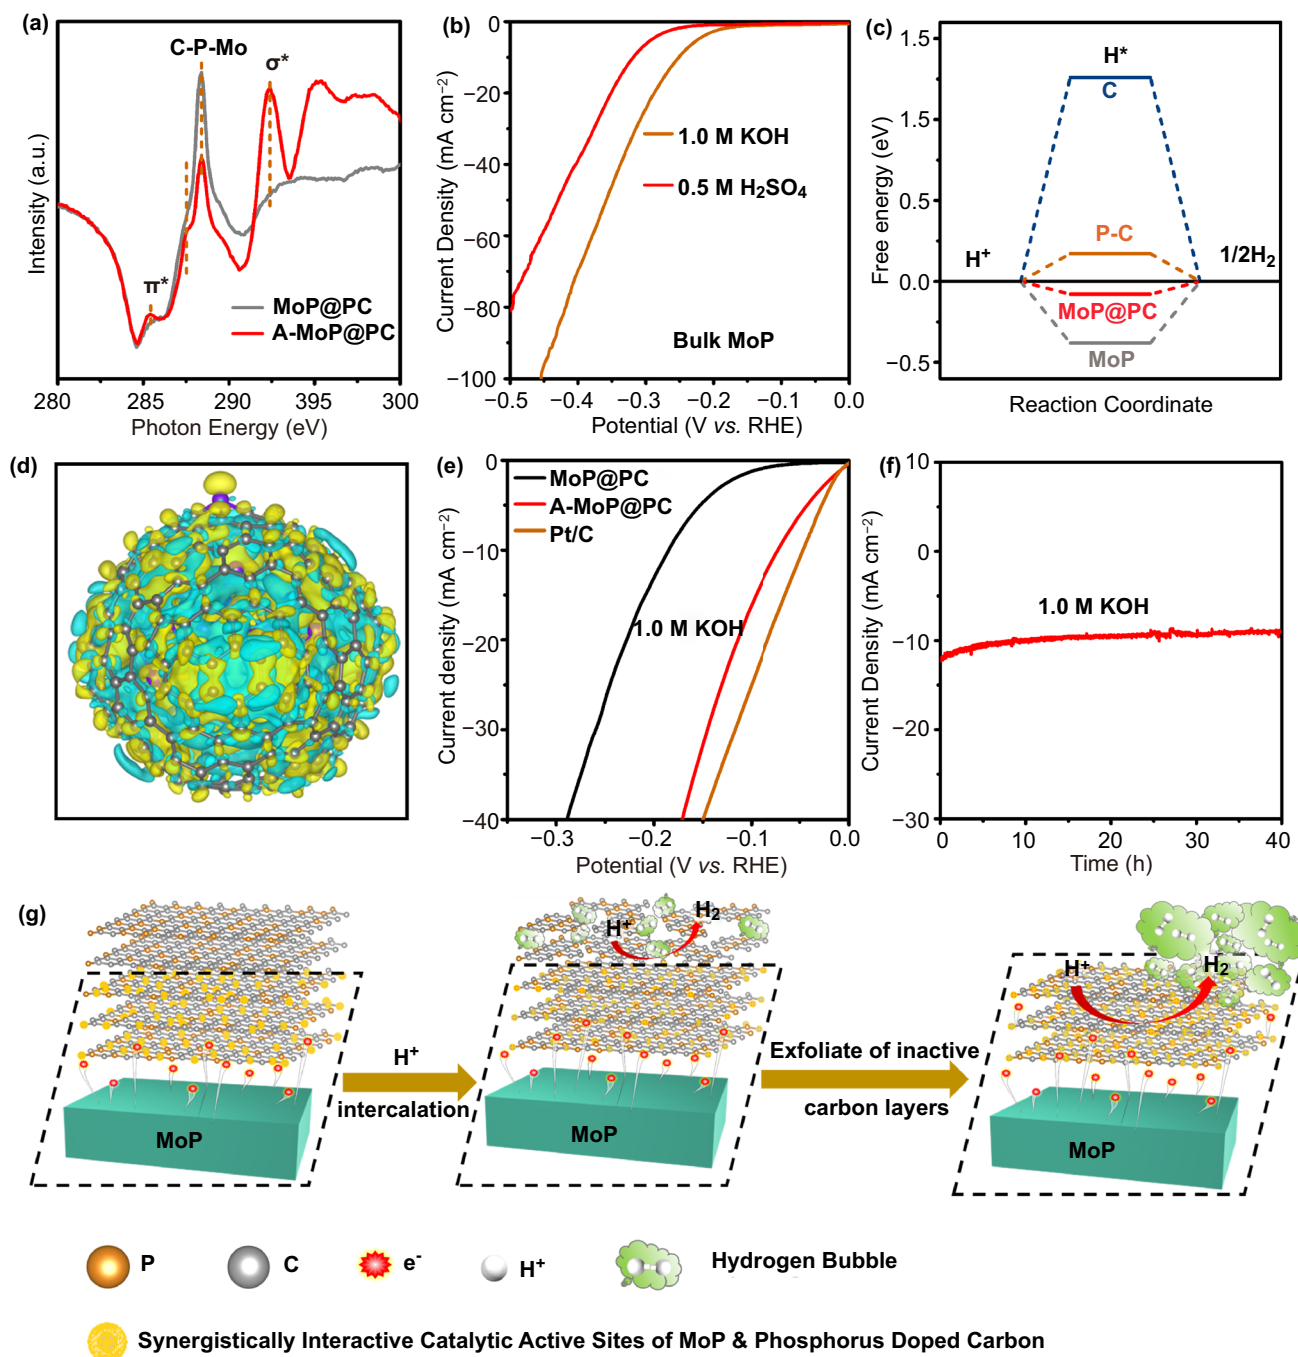 (a)
C-P-Mo
σ*
π*
MoP@PC
A-MoP@PC
Intensity (a.u.)
280 285 290 395 300
Photon Energy (eV)
(b)
0
−20
−40
−60
−80
−100
1.0 M KOH
0.5 M H₂SO₄
Bulk MoP
Current Density (mA cm⁻²)
−0.5 −0.4 −0.3 −0.2 −0.1 0.0
Potential (V vs. RHE)
(c)
1.5
1.5
0.5
0.0
−0.5
H*
C
P-C
H⁺
1/2H₂
MoP@PC
MoP
Free energy (eV)
Reaction Coordinate
(d)
(e)
0
−10
−20
−30
−40
MoP@PC
A-MoP@PC
Pt/C
1.0 M KOH
Current density (mA cm⁻²)
−0.3 −0.2 −0.1 0.0
Potential (V vs. RHE)
(f)
10
0
−10
−20
−30
1.0 M KOH
Current Density (mA cm⁻²)
0 10 20 30 40
Time (h)
(g)
MoP
H⁺
intercalation
H⁺
H₂
MoP
Exfoliate of inactive
carbon layers
H⁺
H₂
MoP
P
C
e⁻
H⁺
Hydrogen Bubble
Synergistically Interactive Catalytic Active Sites of MoP & Phosphorus Doped Carbon